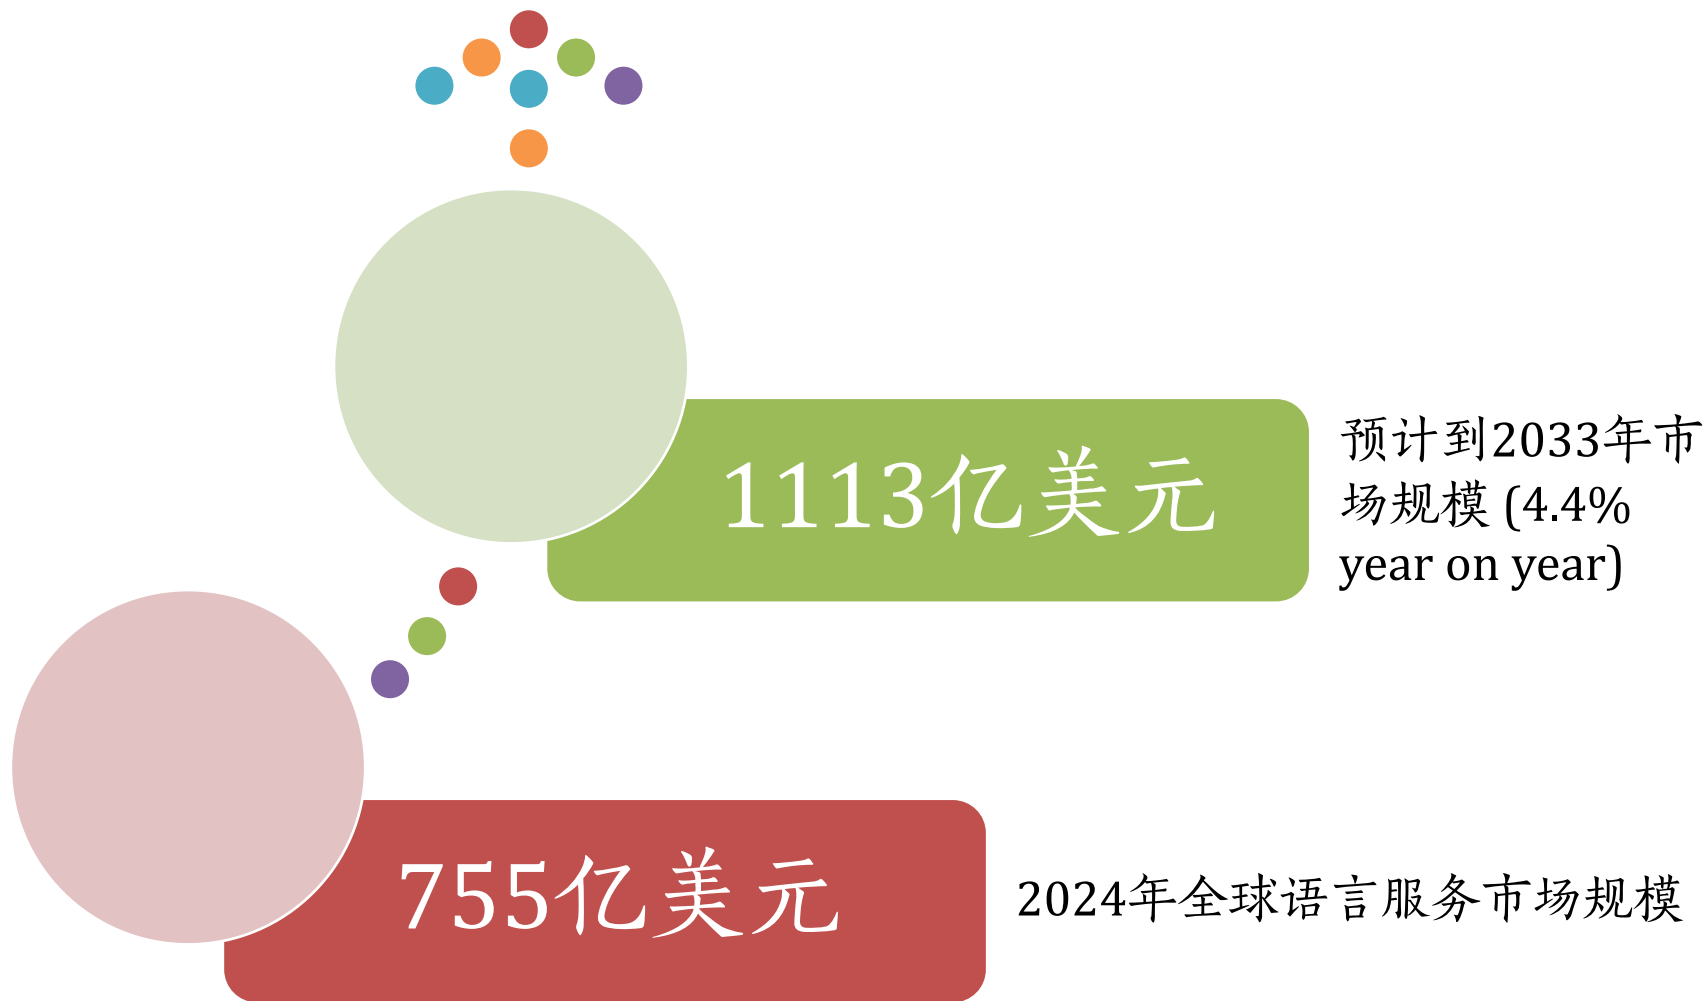 1113亿美元
预计到2033年市
场规模 (4.4%
year on year)
755亿美元
2024年全球语言服务市场规模